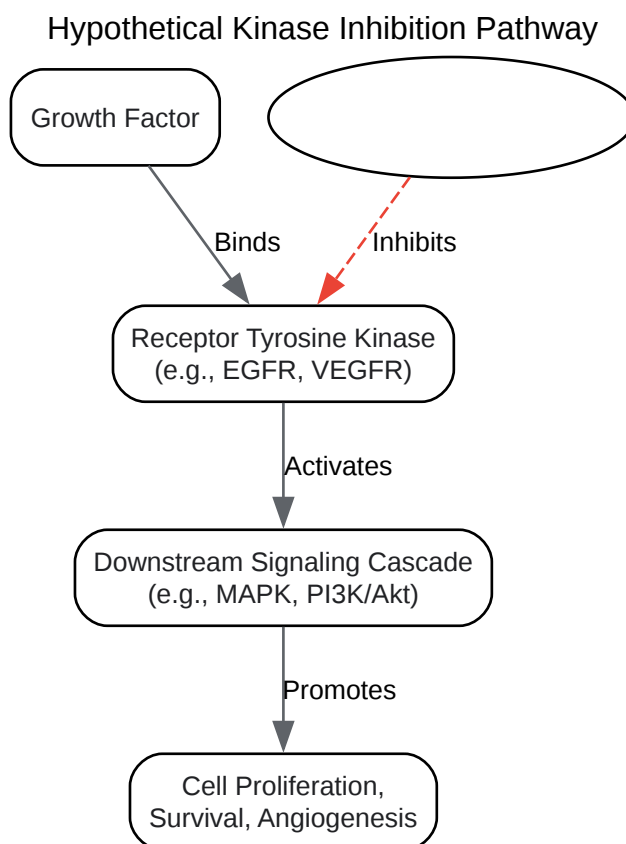 Hypothetical Kinase Inhibition Pathway
Growth Factor
Binds
Inhibits
Receptor Tyrosine Kinase
(e.g., EGFR, VEGFR)
Activates
Downstream Signaling Cascade
(e.g., MAPK, PI3K/Akt)
Promotes
Cell Proliferation,
Survival, Angiogenesis